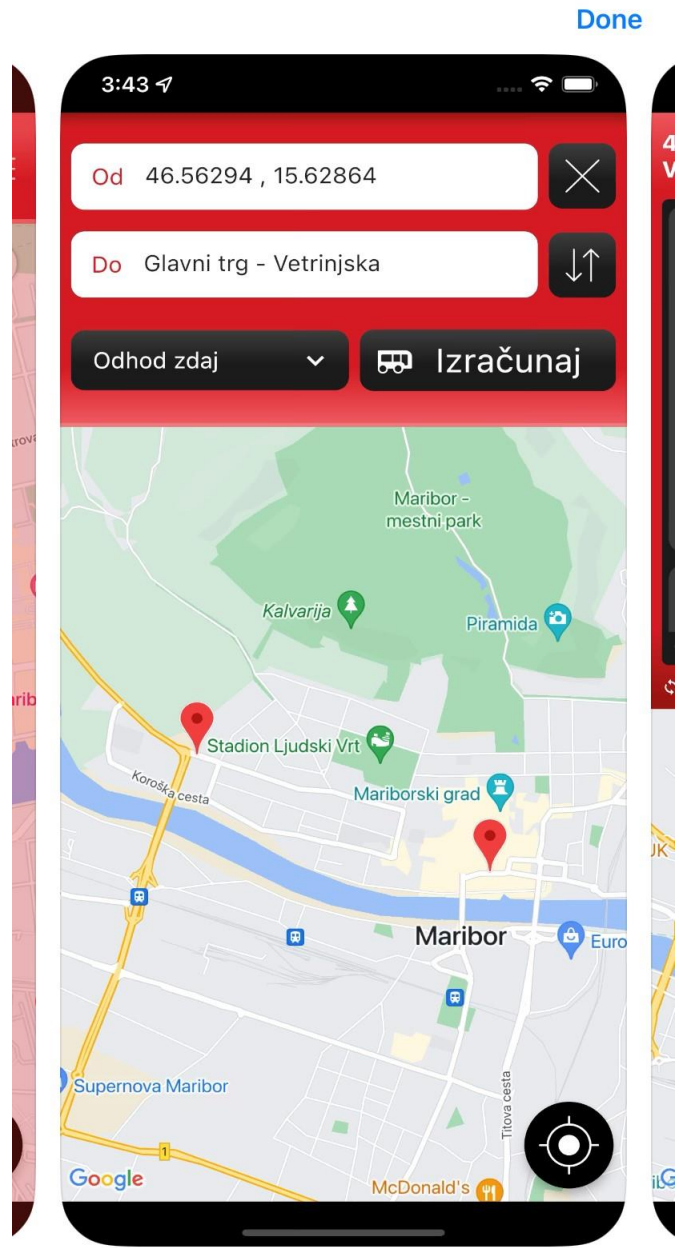 Done
3:43
Od 46.56294 , 15.62864
Do Glavni trg - Vetrinjska
Odhod zdaj
Izračunaj
Maribor -
mestni park
Kalvarija
Piramida
Stadion Ljudski Vrt
Koroška cesta
Mariborski grad
Maribor
Euro
Supernova Maribor
Titova cesta
1
Google
McDonald's